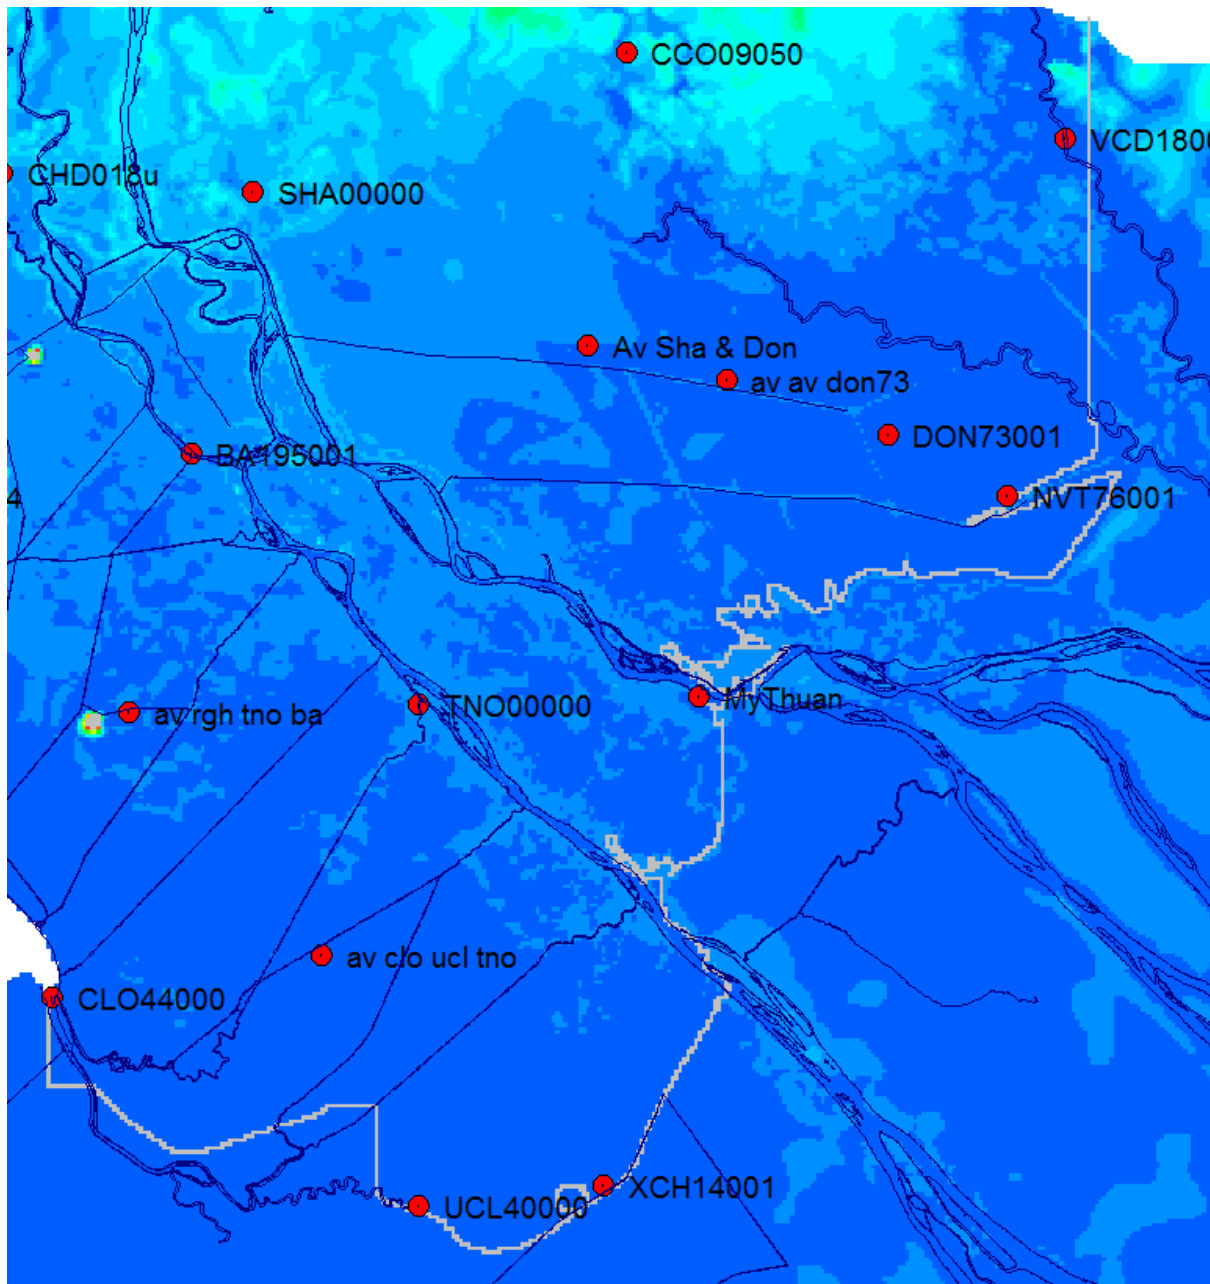 CCO09050
VCD180
CHD018u
SHA00000
Av Sha & Don
av av don73
DON73001
BA195001
4
NVT76001
av rgh tno ba
TNO00000
MyThuan
av clo ucl tno
CLO44000
XCH14001
UCL40000